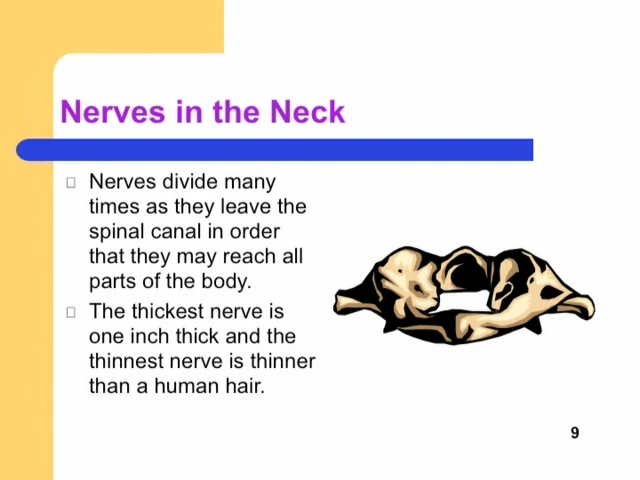 Nerves in the Neck
Nerves divide many
times as they leave the
spinal canal in order
that they may reach all
parts of the body.
The thickest nerve is
one inch thick and the
thinnest nerve is thinner
than a human hair.
9